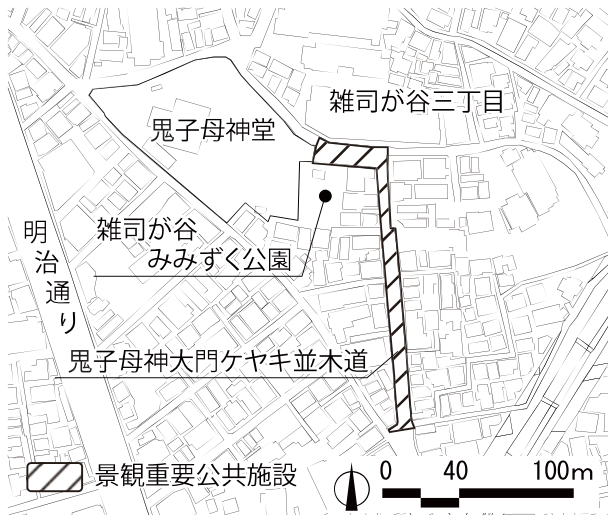 雑司が谷三丁目
鬼子母神堂
雑司が谷
みみずく公園
明治通り
鬼子母神大門ケヤキ並木道
景観重要公共施設
0 40 100m